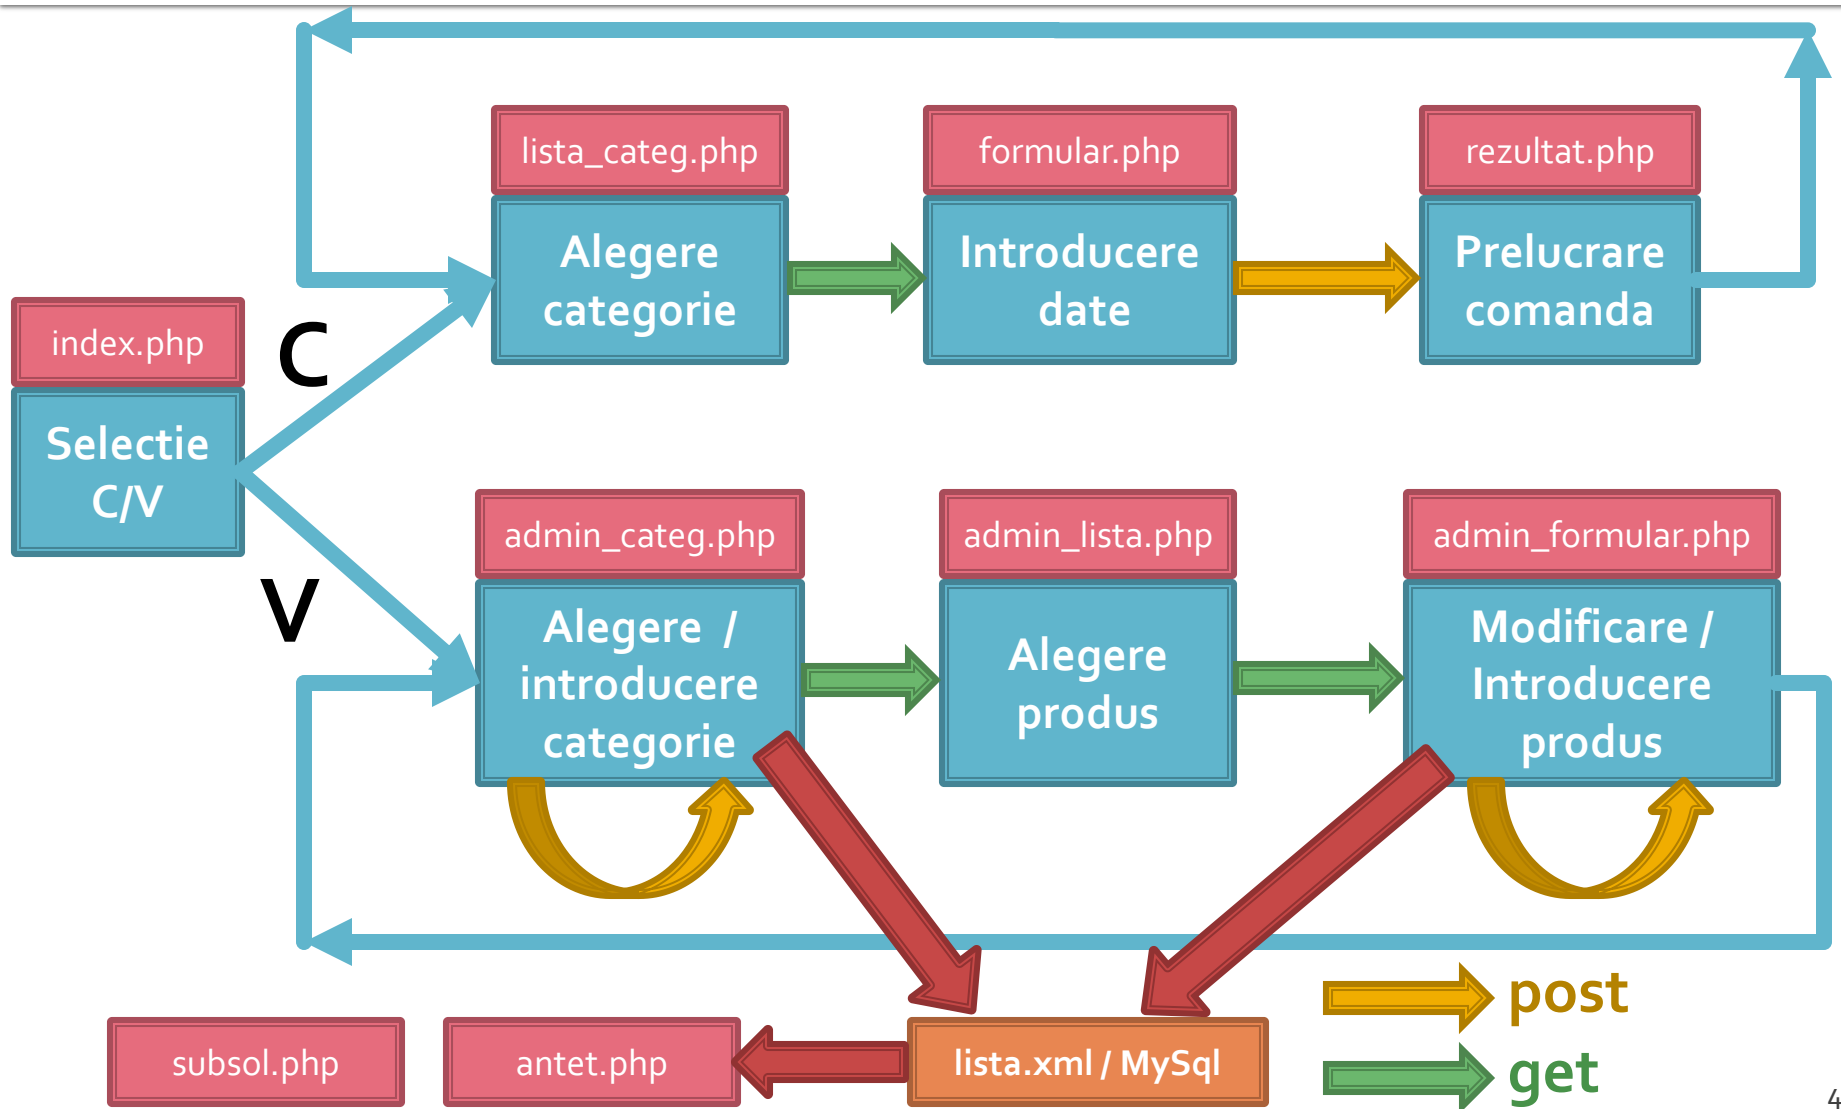 lista_categ.php
formular.php
rezultat.php
Alegere
categorie
Introducere
date
Prelucrare
comanda
index.php
C
Selectie
C/V
V
admin_categ.php
admin_lista.php
admin_formular.php
Alegere /
introducere
categorie
Alegere
produs
Modificare /
Introducere
produs
post
subsol.php
antet.php
lista.xml / MySql
get
4